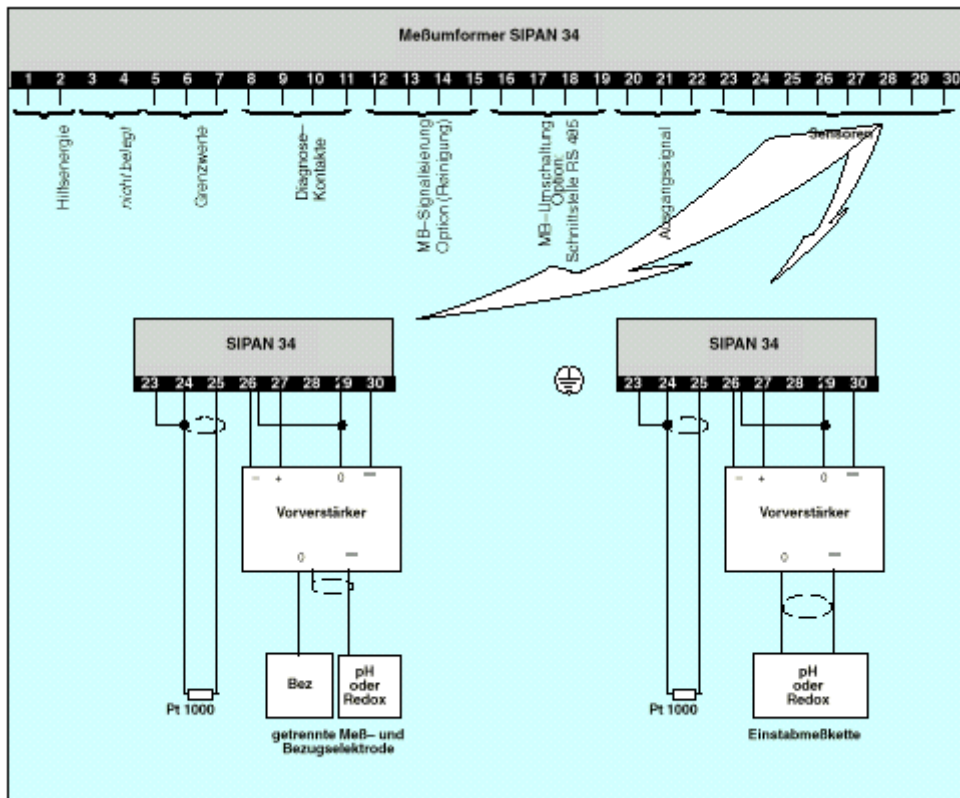 Meßumformer SIPAN 34
1 2 3 4 5 6 7 8 9 10 11 12 13 14 15 16 17 18 19 20 21 22 23 24 25 26 27 28 29 30
Hilfsenergie
nicht belegt
Grenzwerte
Diagnose–
Kontakte
MB–Signalisierung
Option (Reinigung)
MB–Umschaltung
Option:
Schnittstelle RS 485
Ausgangssignal
Sensoren
SIPAN 34
23 24 25 26 27 28 29 30
– + 0
Vorverstärker
0
Bez
pH
oder
Redox
Pt 1000
getrennte Meß– und
Bezugselektrode
SIPAN 34
23 24 25 26 27 28 29 30
– + 0
Vorverstärker
0
pH
oder
Redox
Pt 1000
Einstabmeßkette